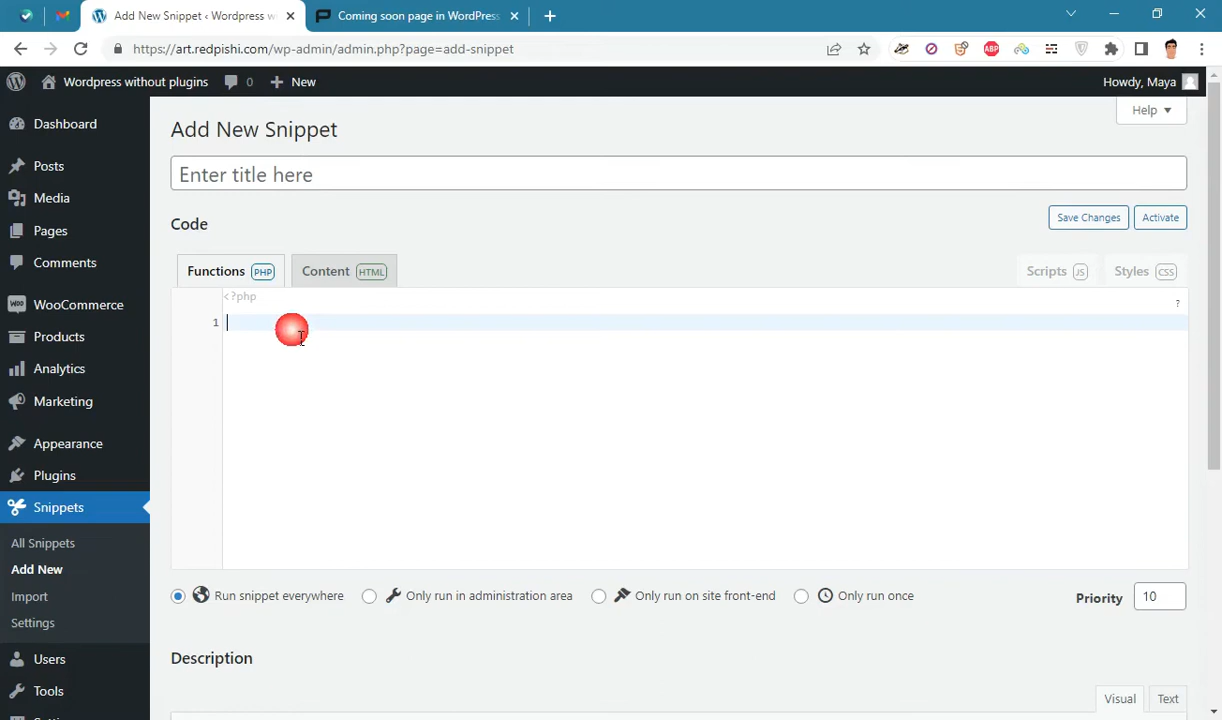 Add New Snippet ‹ Wordpress w
Coming soon page in WordPress
https://art.redpishi.com/wp-admin/admin.php?page=add-snippet
ABP
Wordpress without plugins
0
New
Howdy, Maya
Help
Dashboard
Posts
Media
Pages
Comments
WooCommerce
Products
Analytics
Marketing
Appearance
Plugins
Snippets
All Snippets
Add New
Import
Settings
Users
Tools
Add New Snippet
Enter title here
Code
Save Changes
Activate
Functions PHP
Content HTML
Scripts JS
Styles CSS
<?php
?
1
Run snippet everywhere
Only run in administration area
Only run on site front-end
Only run once
Priority
10
Description
Visual
Text